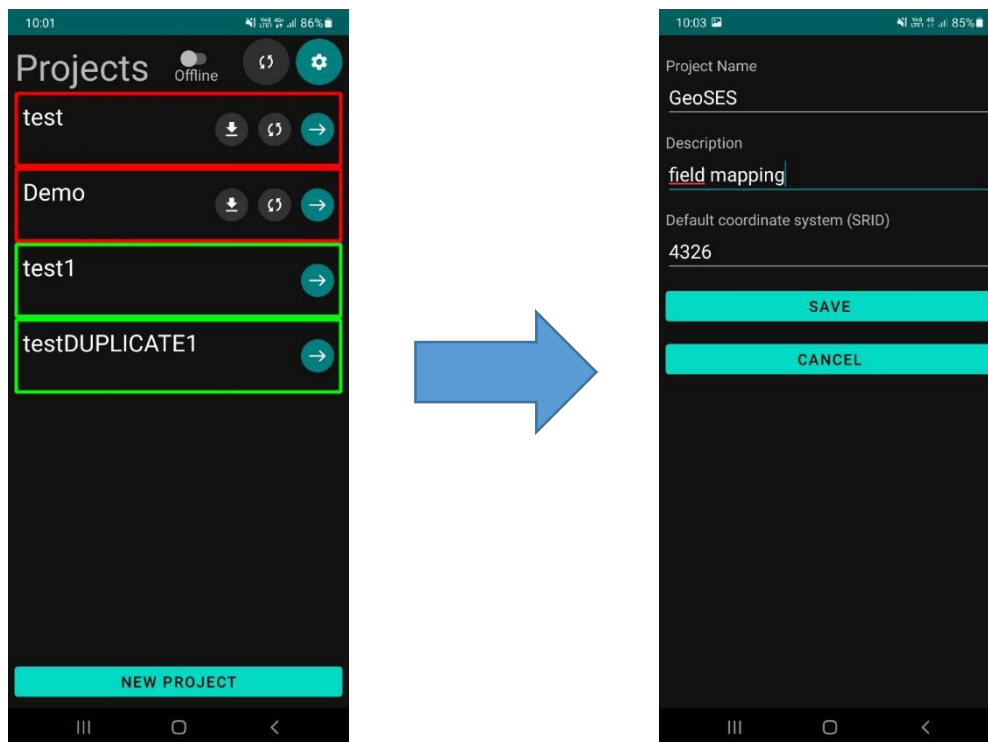 10:01
86%
Projects
Offline
test
Demo
test1
testDUPLICATE1
NEW PROJECT
10:03
85%
Project Name
GeoSES
Description
field mapping
Default coordinate system (SRID)
4326
SAVE
CANCEL